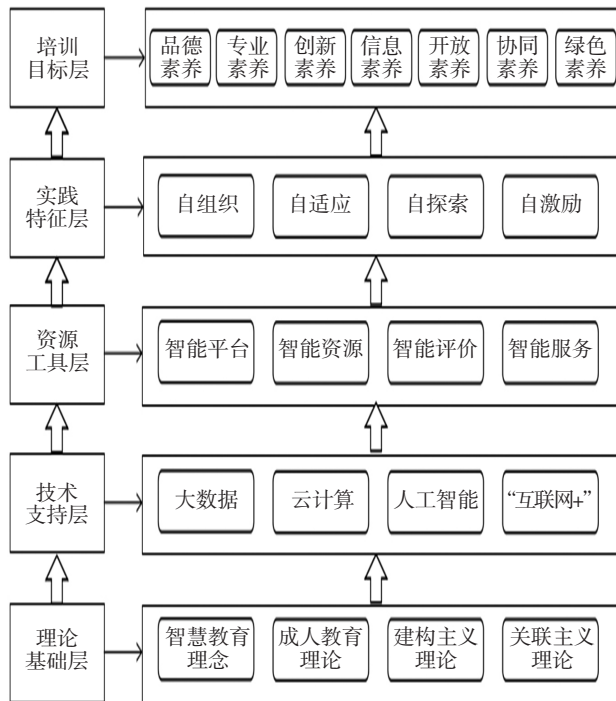 培训
目标层
品德
素养
专业
素养
创新
素养
信息
素养
开放
素养
协同
素养
绿色
素养
实践
特征层
自组织
自适应
自探索
自激励
资源
工具层
智能平台
智能资源
智能评价
智能服务
技术
支持层
大数据
云计算
人工智能
“互联网+”
理论
基础层
智慧教育
理念
成人教育
理论
建构主义
理论
关联主义
理论